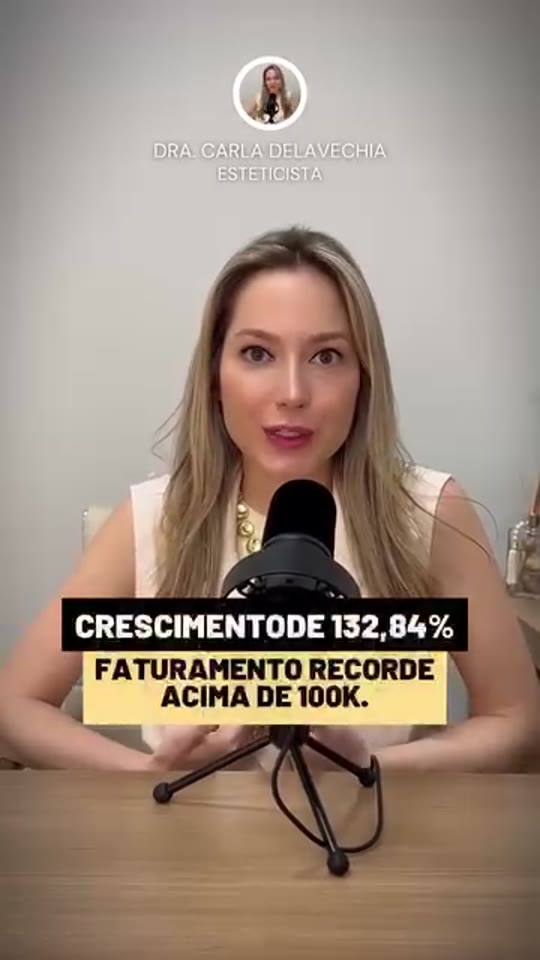 DRA. CARLA DELAVECHIA
ESTETICISTA
CRESCIMENTODE 132,84%
FATURAMENTO RECORDE
ACIMA DE 100K.